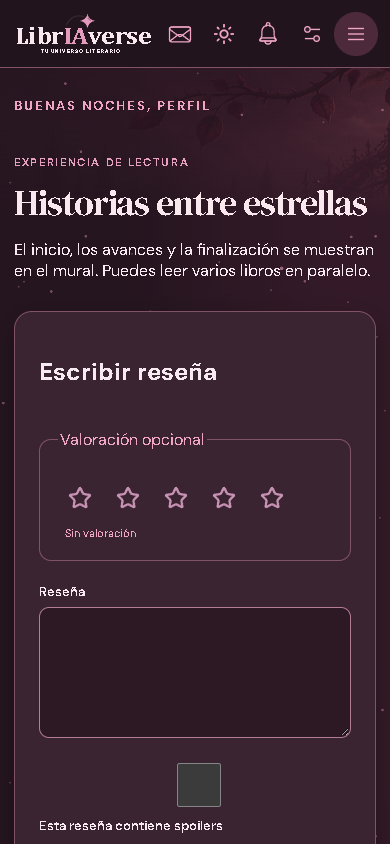 LibrIAverse
TU UNIVERSO LITERARIO
BUENAS NOCHES, PERFIL
EXPERIENCIA DE LECTURA
Historias entre estrellas
El inicio, los avances y la finalización se muestran
en el mural. Puedes leer varios libros en paralelo.
Escribir reseña
Valoración opcional
Sin valoración
Reseña
Esta reseña contiene spoilers